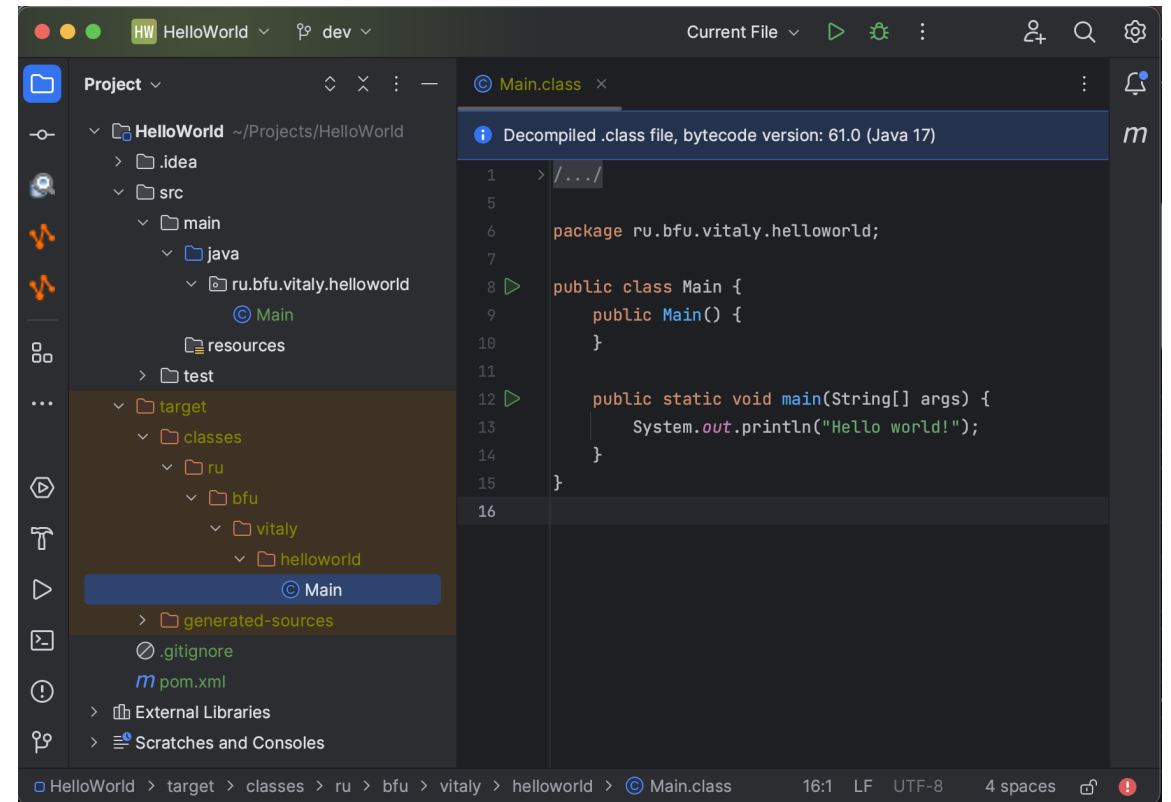 HW HelloWorld dev Current File
Project
HelloWorld ~/Projects/HelloWorld
.idea
src
main
java
ru.bfu.vitaly.helloworld
Main
resources
test
target
classes
ru
bfu
vitaly
helloworld
Main
generated-sources
.gitignore
m pom.xml
External Libraries
Scratches and Consoles
Main.class
m
Decompiled .class file, bytecode version: 61.0 (Java 17)
1 /.../
5
6 package ru.bfu.vitaly.helloworld;
7
8 public class Main {
9 public Main() {
10 }
11
12 public static void main(String[] args) {
13 System.out.println("Hello world!");
14 }
15 }
16
HelloWorld > target > classes > ru > bfu > vitaly > helloworld > Main.class 16:1 LF UTF-8 4 spaces